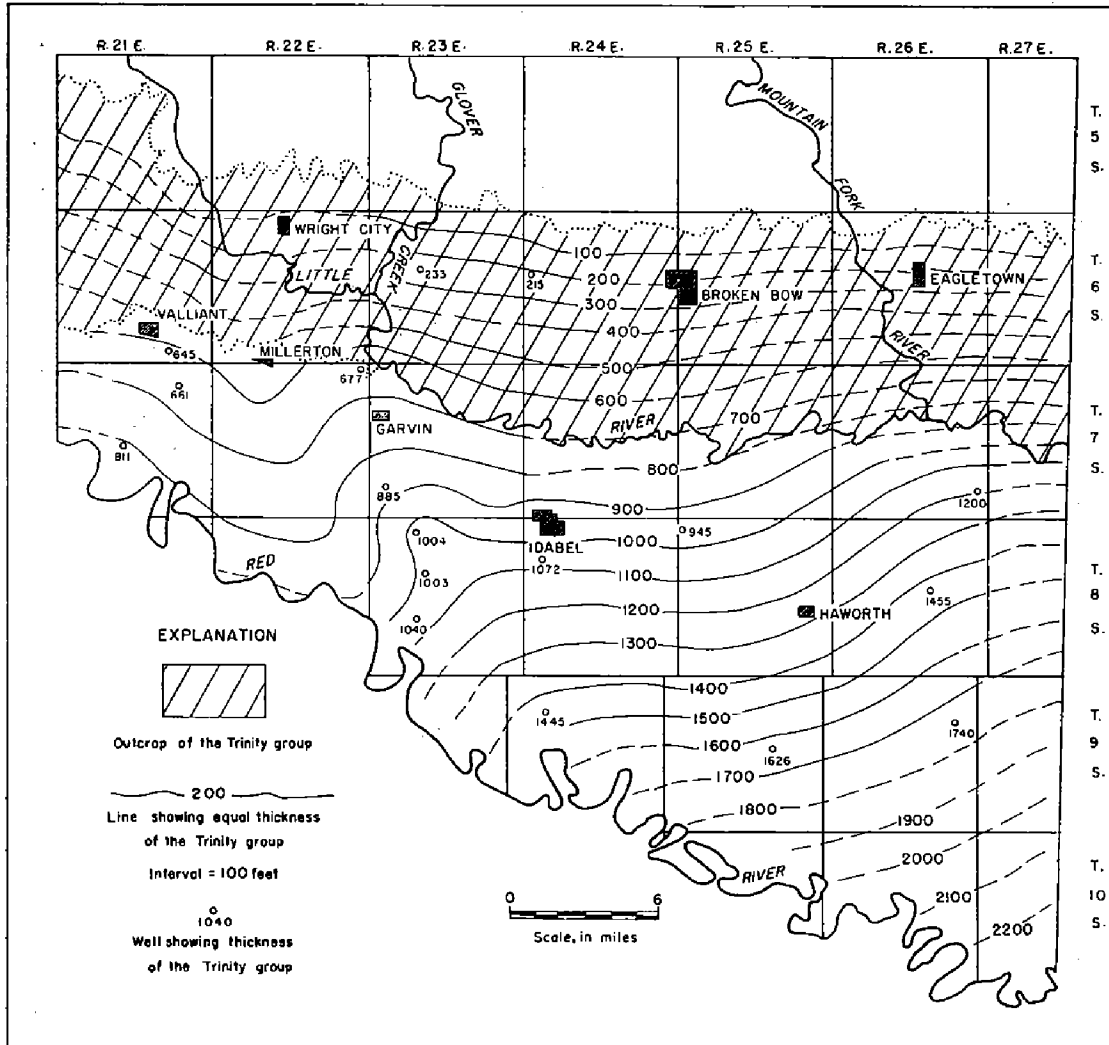 R. 21 E. R. 22 E. R. 23 E. R. 24 E. R. 25 E. R. 26 E. R. 27 E.
GLOVER
CREEK
MOUNTAIN
FORK
RIVER
T.
5
S.
WRIGHT CITY
LITTLE
233
215
100
200
300
400
500
600
700
BROKEN BOW
EAGLETOWN
T.
6
S.
VALLIANT
645
MILLERTON
677
661
GARVIN
RIVER
T.
7
S.
811
885
800
900
1200
1004
IDABEL
945
1000
1072
1003
1100
RED
1040
1200
1300
HAWORTH
1455
T.
8
S.
EXPLANATION
Outcrop of the Trinity group
200
Line showing equal thickness
of the Trinity group
Interval = 100 feet
1040
Well showing thickness
of the Trinity group
1400
1445
1500
1600
1700
1626
1740
1800
T.
9
S.
1900
2000
2100
2200
RIVER
T.
10
S.
0 6
Scale, in miles